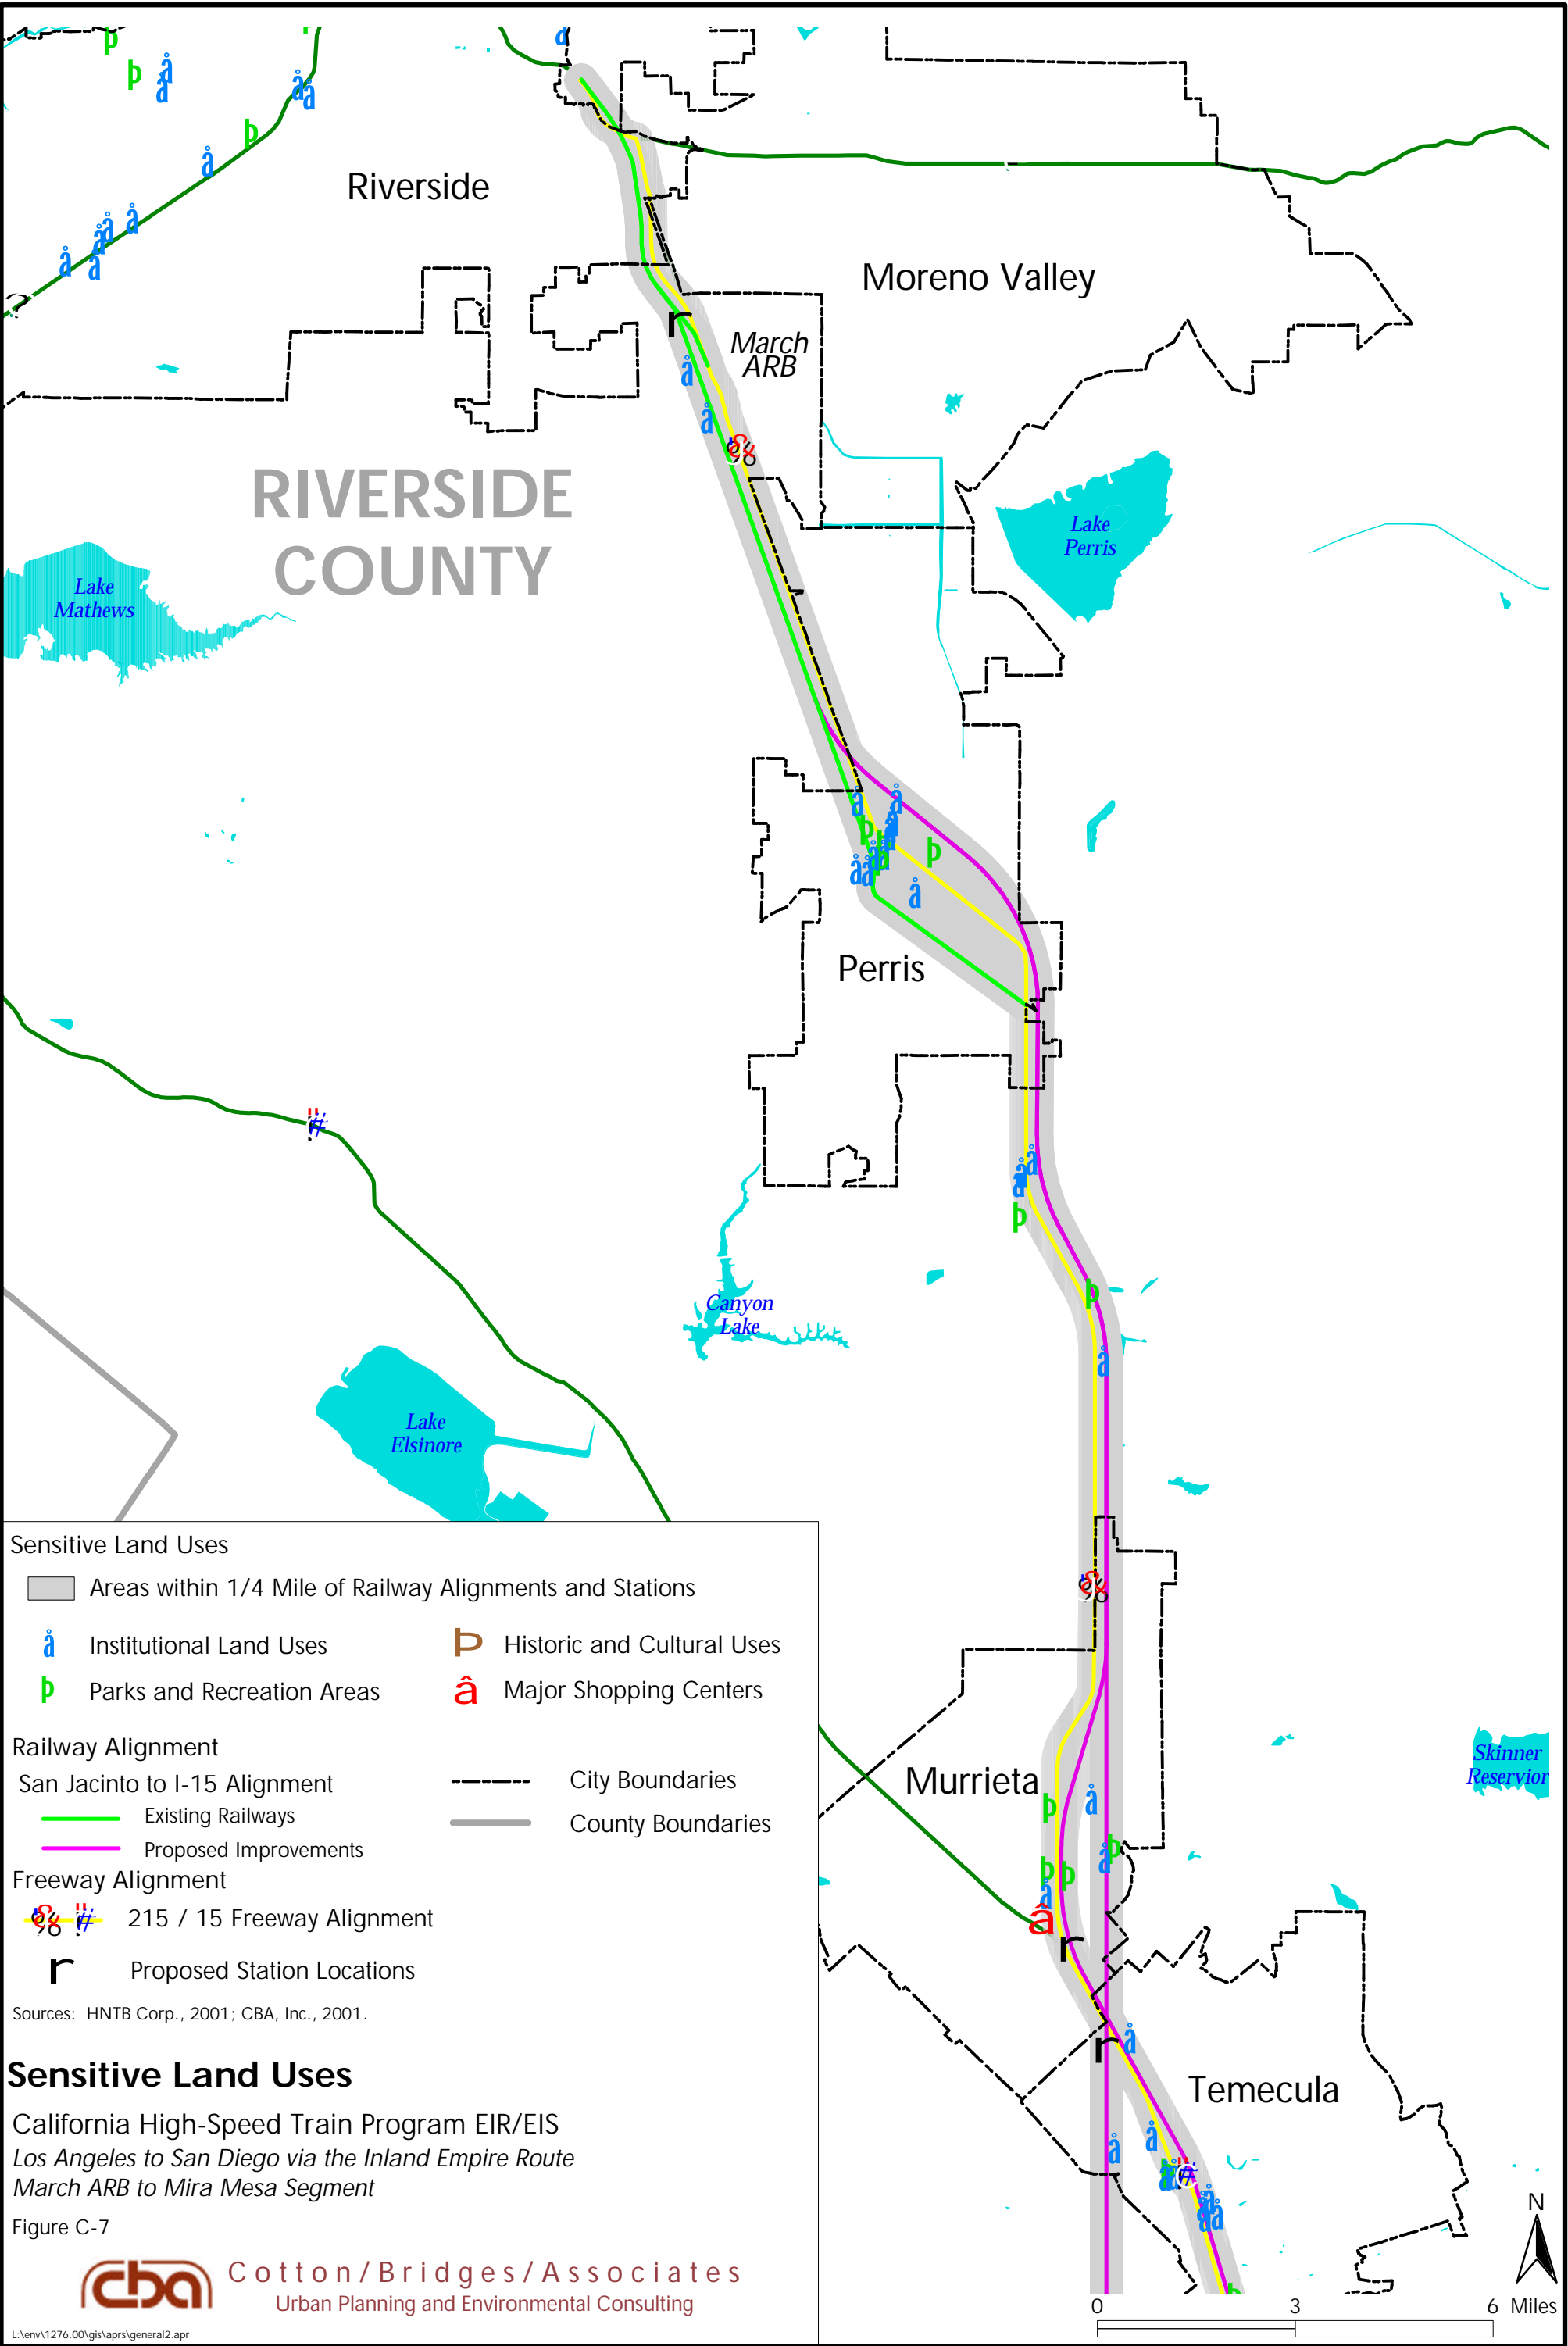 Riverside
Moreno Valley
March
ARB
RIVERSIDE
COUNTY
Lake
Perris
Lake
Mathews
Perris
Canyon
Lake
Lake
Elsinore
Murrieta
Skinner
Reservior
Temecula
Sensitive Land Uses
Areas within 1/4 Mile of Railway Alignments and Stations
å Institutional Land Uses
Þ Historic and Cultural Uses
þ Parks and Recreation Areas
â Major Shopping Centers
Railway Alignment
San Jacinto to I-15 Alignment
City Boundaries
Existing Railways
County Boundaries
Proposed Improvements
Freeway Alignment
215 / 15 Freeway Alignment
r Proposed Station Locations
Sources: HNTB Corp., 2001; CBA, Inc., 2001.
Sensitive Land Uses
California High-Speed Train Program EIR/EIS
Los Angeles to San Diego via the Inland Empire Route
March ARB to Mira Mesa Segment
Figure C-7
cba Cotton/Bridges/Associates
Urban Planning and Environmental Consulting
L:\env\1276.00\gis\aprs\general2.apr
N
0 3 6 Miles